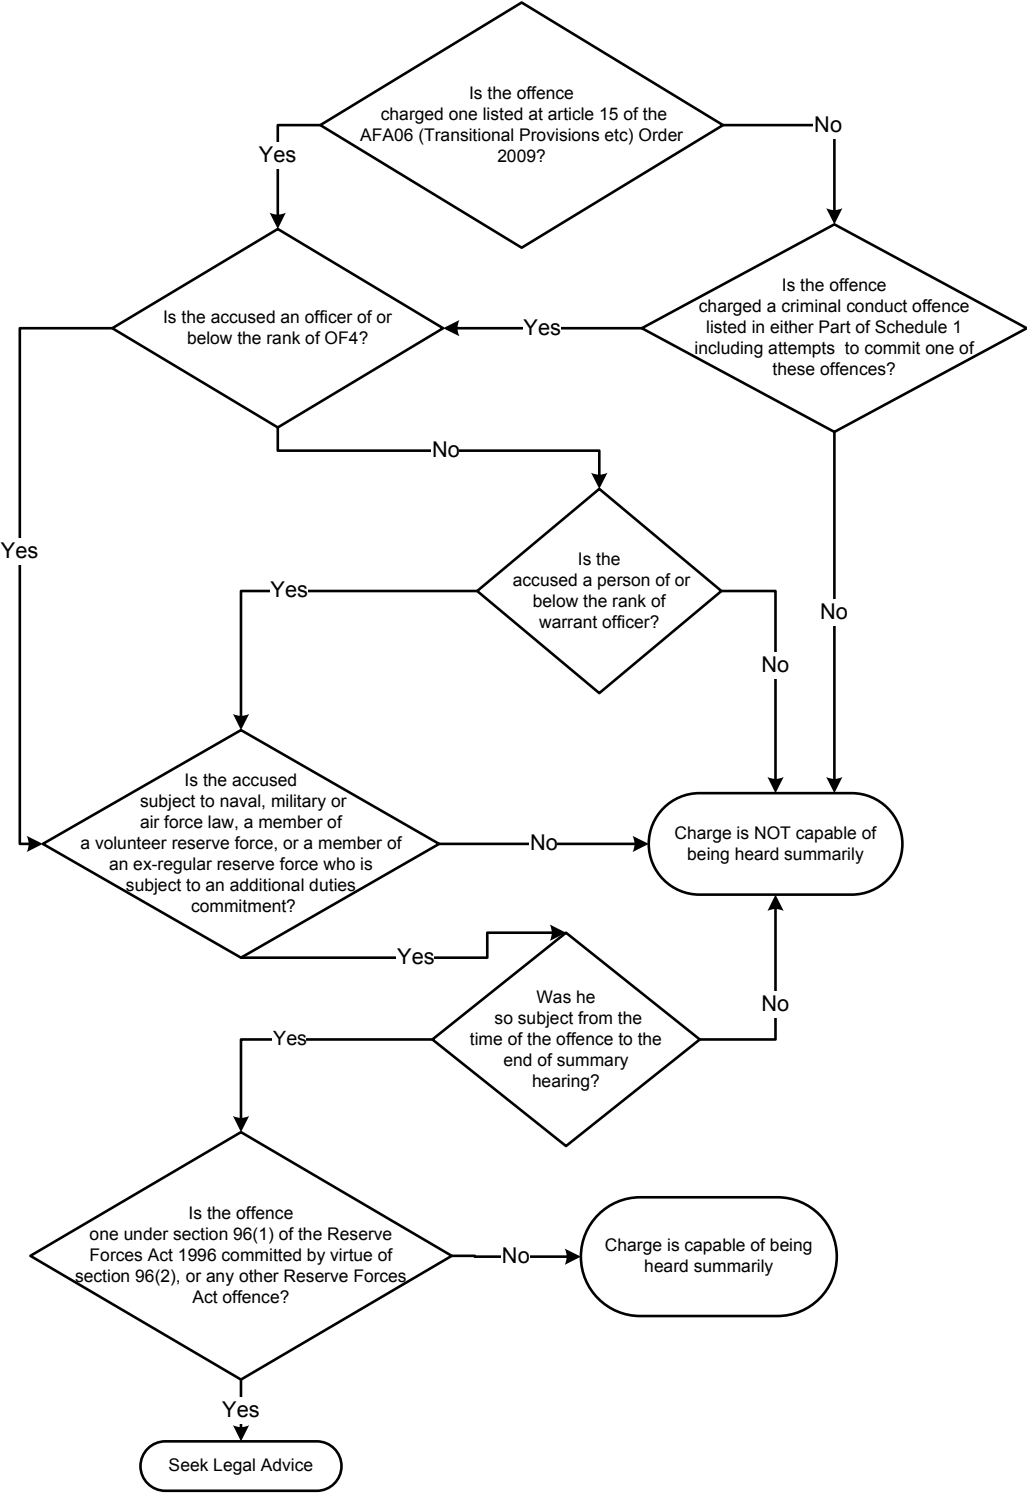 Is the offence
charged one listed at article 15 of the
AFA06 (Transitional Provisions etc) Order
2009?
Yes
No
Is the accused an officer of or
below the rank of OF4?
Yes
Is the offence
charged a criminal conduct offence
listed in either Part of Schedule 1
including attempts  to commit one of
these offences?
No
Yes
Is the
accused a person of or
below the rank of
warrant officer?
Yes
No
No
Is the accused
subject to naval, military or
air force law, a member of
a volunteer reserve force, or a member of
an ex-regular reserve force who is
subject to an additional duties
commitment?
No
Charge is NOT capable of
being heard summarily
Yes
Was he
so subject from the
time of the offence to the
end of summary
hearing?
No
Yes
Is the offence
one under section 96(1) of the Reserve
Forces Act 1996 committed by virtue of
section 96(2), or any other Reserve Forces
Act offence?
No
Charge is capable of being
heard summarily
Yes
Seek Legal Advice